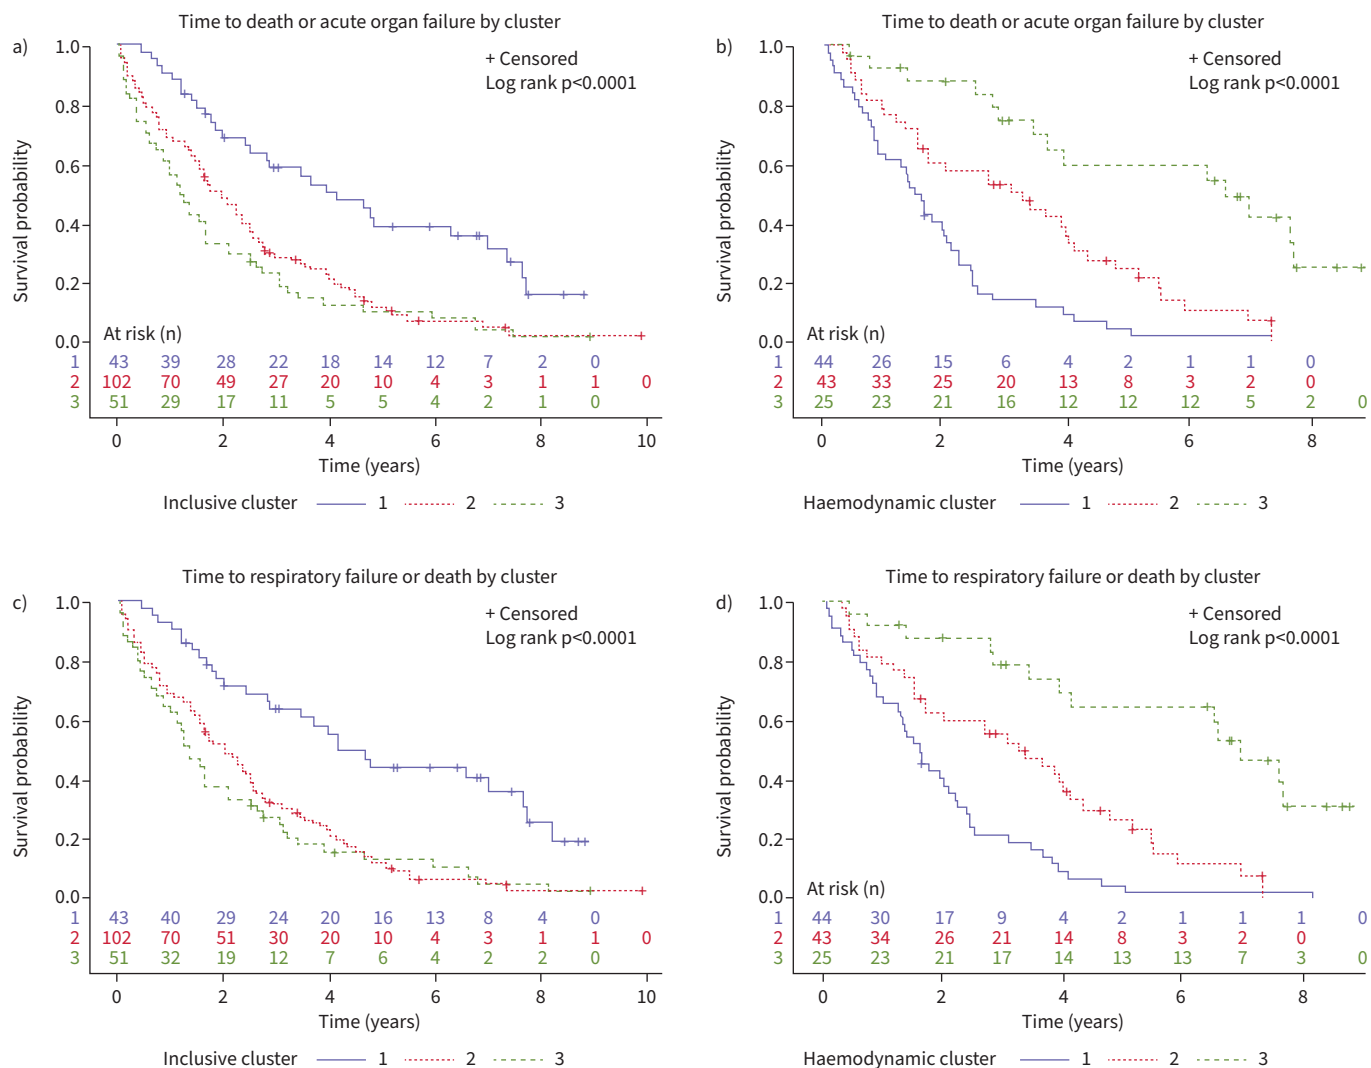 Time to death or acute organ failure by cluster
a)
+ Censored
Log rank p<0.0001
Survival probability
1.0
0.8
0.6
0.4
0.2
0.0
At risk (n)
1 43 39 28 22 18 14 12 7 2 0
2 102 70 49 27 20 10 4 3 1 1 0
3 51 29 17 11 5 5 4 2 1 0
0 2 4 6 8 10
Time (years)
Inclusive cluster 1 2 3
Time to death or acute organ failure by cluster
b)
+ Censored
Log rank p<0.0001
Survival probability
1.0
0.8
0.6
0.4
0.2
0.0
At risk (n)
1 44 26 15 6 4 2 1 1 0
2 43 33 25 20 13 8 3 2 0
3 25 23 21 16 12 12 12 5 2 0
0 2 4 6 8
Time (years)
Haemodynamic cluster 1 2 3
Time to respiratory failure or death by cluster
c)
+ Censored
Log rank p<0.0001
Survival probability
1.0
0.8
0.6
0.4
0.2
0.0
1 43 40 29 24 20 16 13 8 4 0
2 102 70 51 30 20 10 4 3 1 1 0
3 51 32 19 12 7 6 4 2 2 0
0 2 4 6 8 10
Time (years)
Inclusive cluster 1 2 3
Time to respiratory failure or death by cluster
d)
+ Censored
Log rank p<0.0001
Survival probability
1.0
0.8
0.6
0.4
0.2
0.0
At risk (n)
1 44 30 17 9 4 2 1 1 1 0
2 43 34 26 21 14 8 3 2 0
3 25 23 21 17 14 13 13 7 3 0
0 2 4 6 8
Time (years)
Haemodynamic cluster 1 2 3